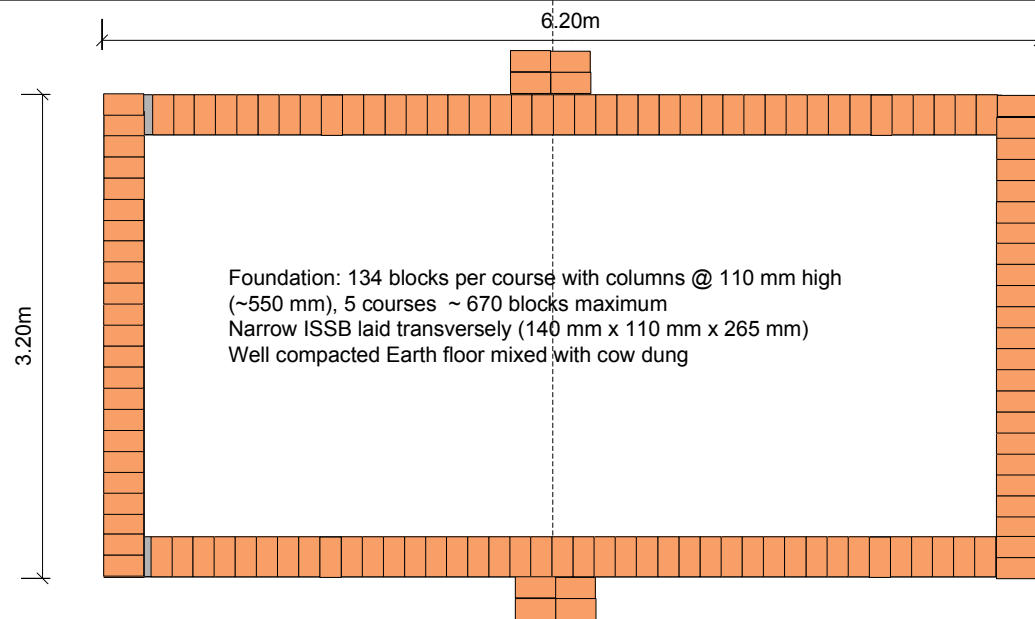 6.20m
3.20m
Foundation: 134 blocks per course with columns @ 110 mm high
(~550 mm), 5 courses ~ 670 blocks maximum
Narrow ISSB laid transversely (140 mm x 110 mm x 265 mm)
Well compacted Earth floor mixed with cow dung